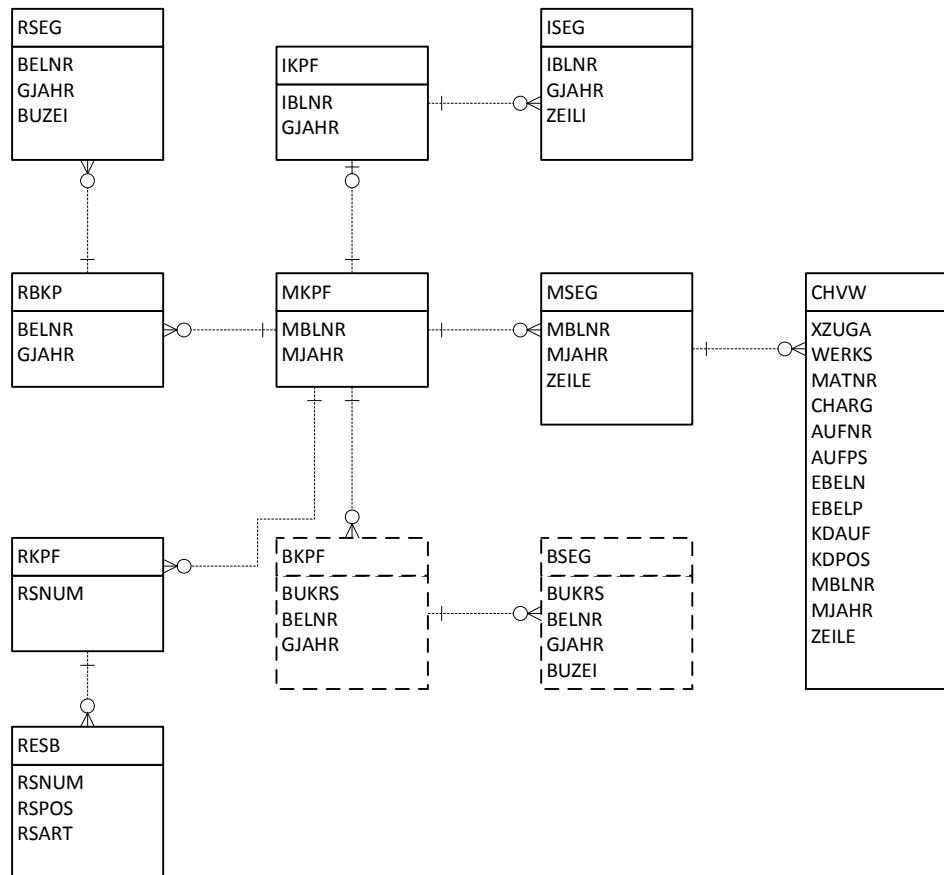 RSEG
BELNR
GJAHR
BUZEI
IKPF
IBLNR
GJAHR
ISEG
IBLNR
GJAHR
ZEILI
RBKP
BELNR
GJAHR
MKPF
MBLNR
MJAHR
MSEG
MBLNR
MJAHR
ZEILE
CHVW
XZUGA
WERKS
MATNR
CHARG
AUFNR
AUFPS
EBELN
EBELP
KDAUF
KDPOS
MBLNR
MJAHR
ZEILE
RKPF
RSNUM
BKPF
BUKRS
BELNR
GJAHR
BSEG
BUKRS
BELNR
GJAHR
BUZEI
RESB
RSNUM
RSPOS
RSART